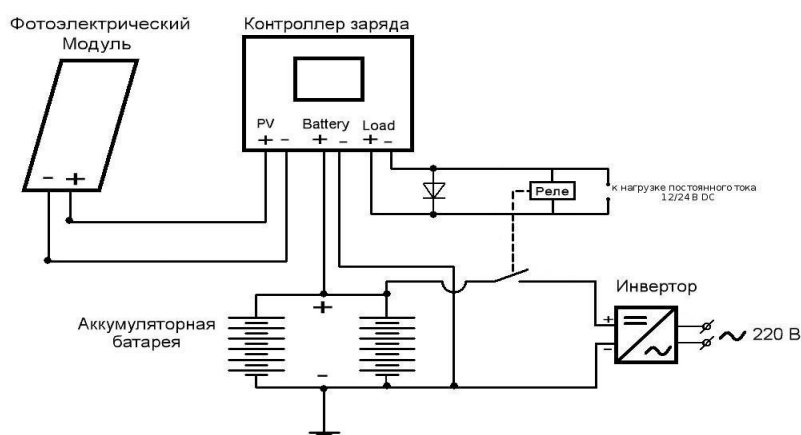 Фотоэлектрический
Модуль
Контроллер заряда
PV Battery Load
+ - + - + -
- +
Реле
к нагрузке постоянного тока
12/24 В DC
Инвертор
+
-
220 В
Аккумуляторная
батарея
+
-